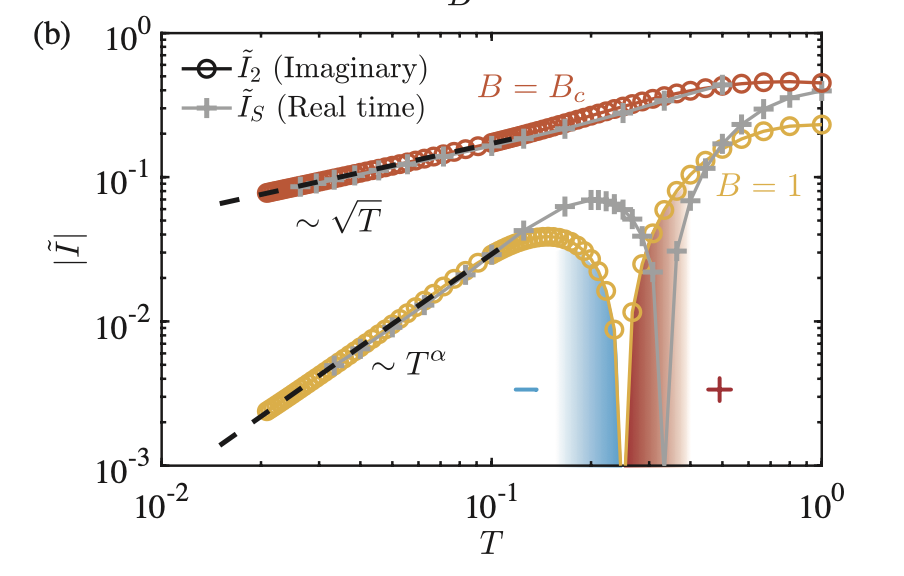 B
(b)
10^0
Ĩ_2 (Imaginary)
Ĩ_S (Real time)
B = B_c
10^-1
B = 1
∼ √T
|Ĩ|
10^-2
∼ T^α
−
+
10^-3
10^-2
10^-1
10^0
T